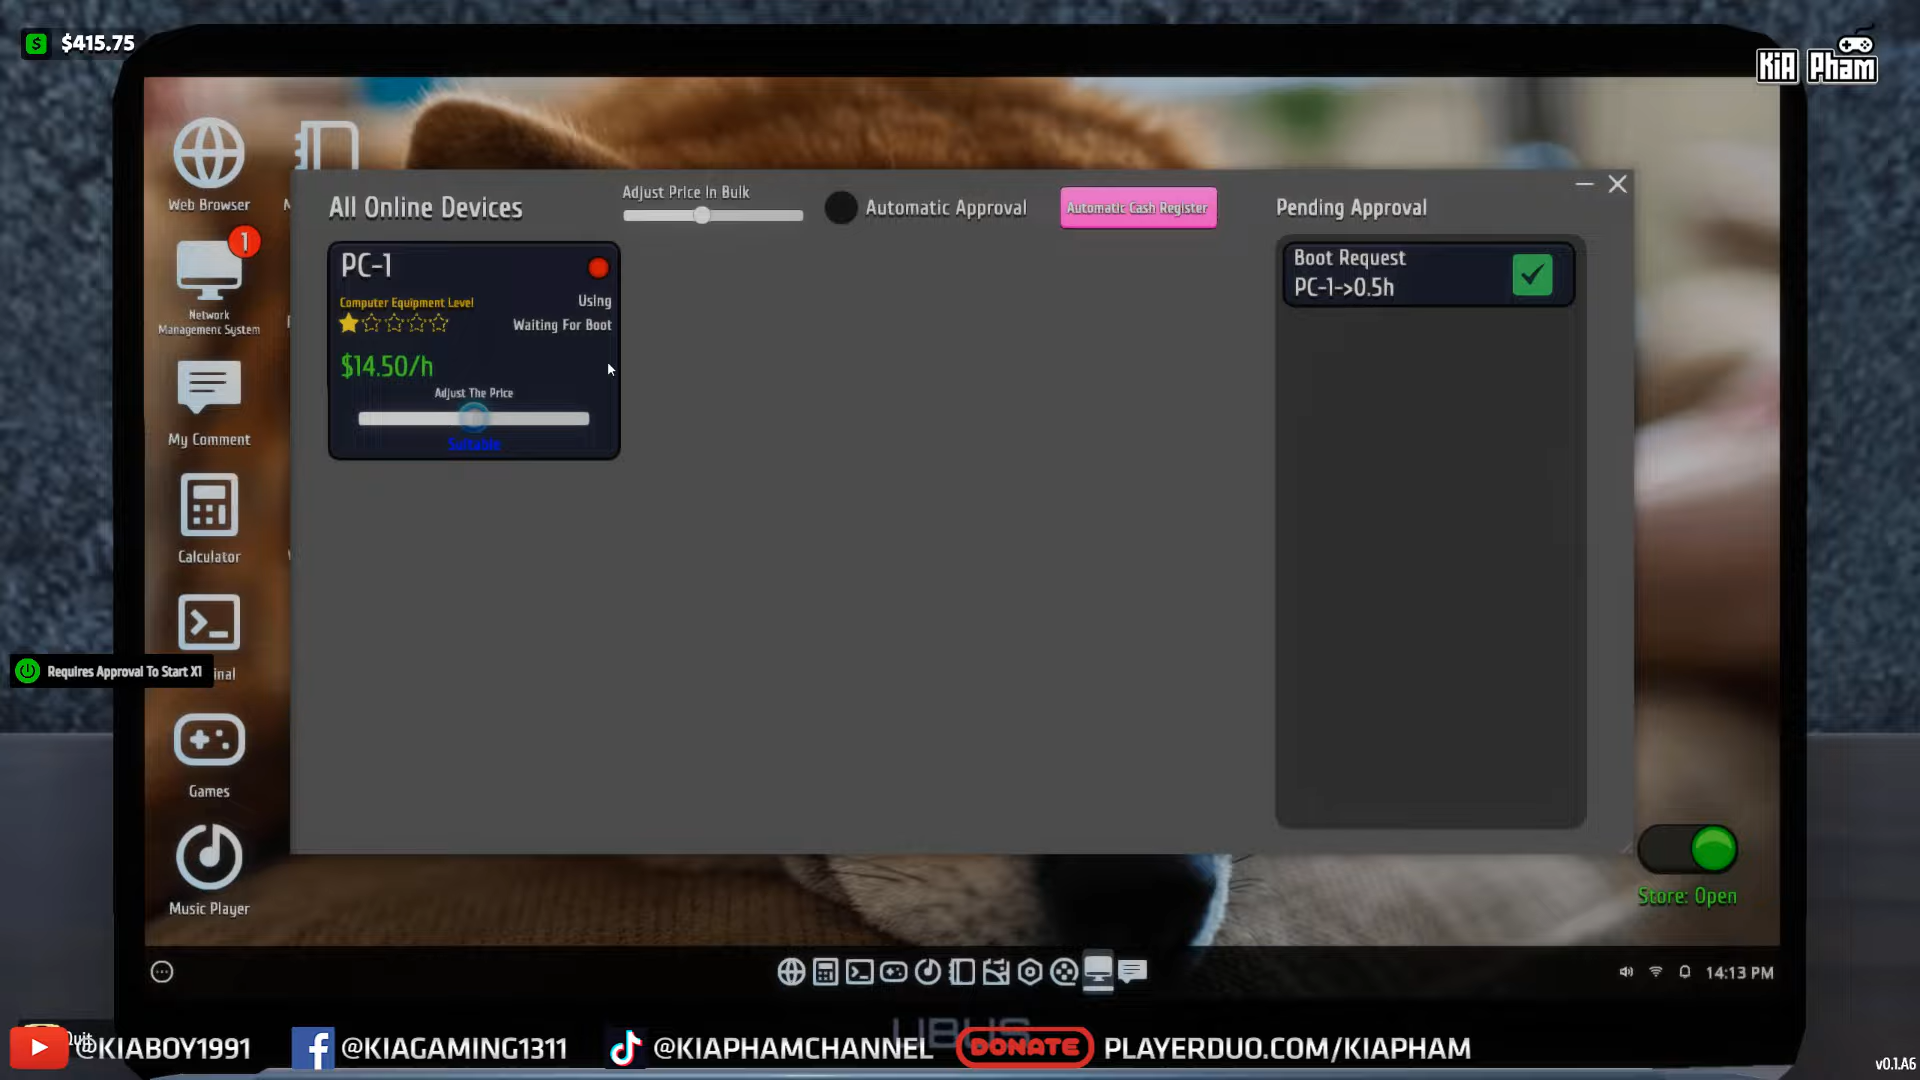 $415.75
KiA Pham
Web Browser
1
Network
Management System
My Comment
Calculator
inal
Games
Music Player
All Online Devices
Adjust Price In Bulk
Automatic Approval
Automatic Cash Register
Pending Approval
PC-1
Computer Equipment Level
Using
Waiting For Boot
$14.50/h
Adjust The Price
Suitable
Boot Request
PC-1->0.5h
Requires Approval To Start X1
Store: Open
14:13 PM
Quit
@KIABOY1991
@KIAGAMING1311
@KIAPHAMCHANNEL
DONATE
PLAYERDUO.COM/KIAPHAM
v0.1.A6